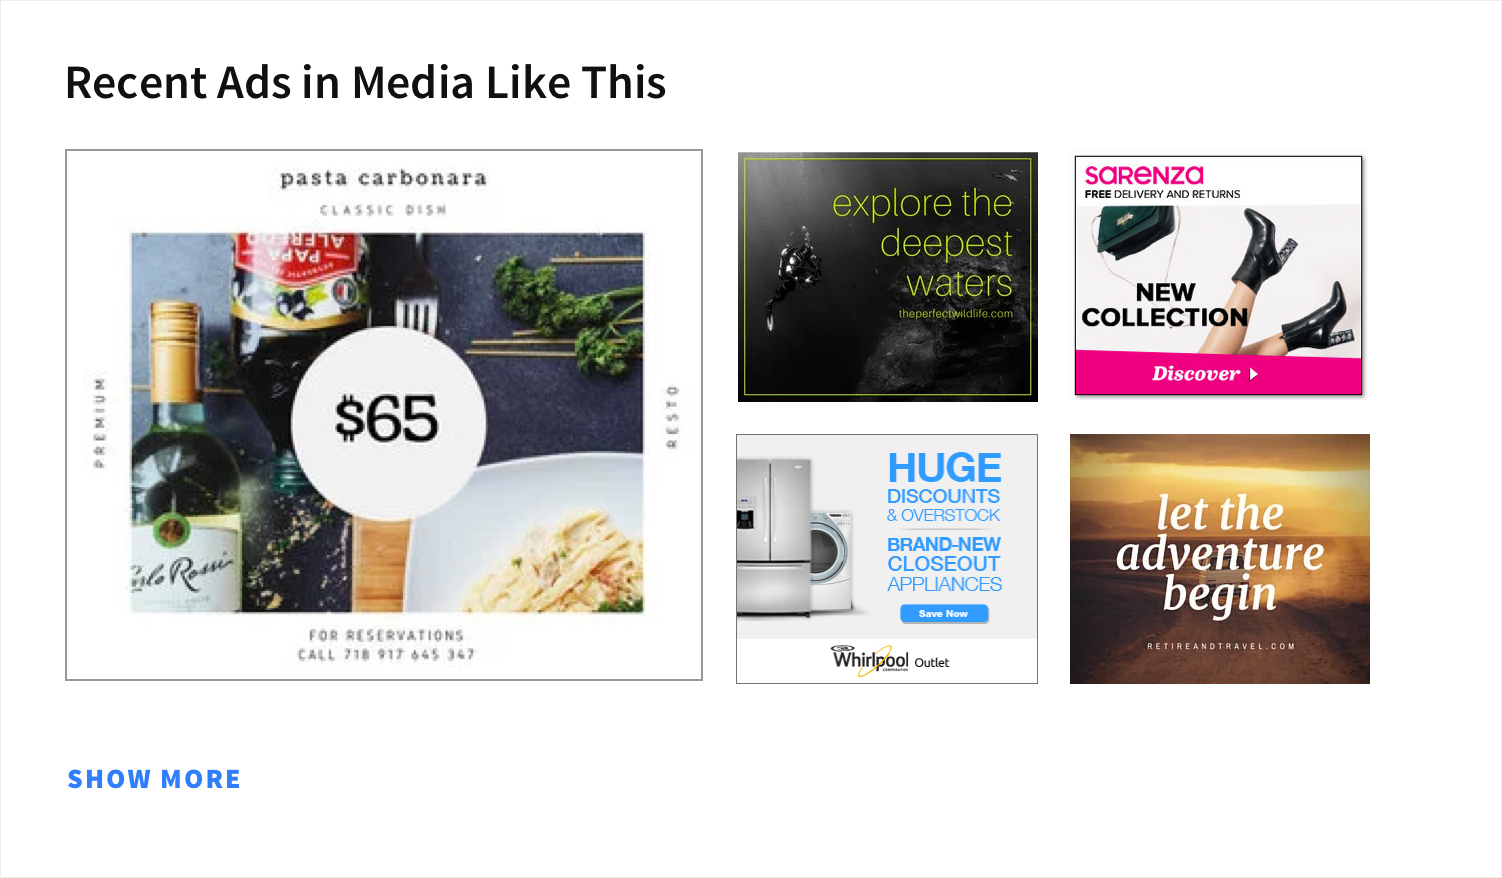 Recent Ads in Media Like This
pasta carbonara
CLASSIC DISH
PAPA
ALFREDO
PREMIUM
$65
RESTO
Carlo Rossi
FOR RESERVATIONS
CALL 718 917 645 347
explore the
deepest
waters
theperfectwildlife.com
sarenza
FREE DELIVERY AND RETURNS
NEW
COLLECTION
Discover
HUGE
DISCOUNTS
& OVERSTOCK
BRAND-NEW
CLOSEOUT
APPLIANCES
Save Now
Whirlpool Outlet
CORPORATION
let the
adventure
begin
RETIREANDTRAVEL.COM
SHOW MORE